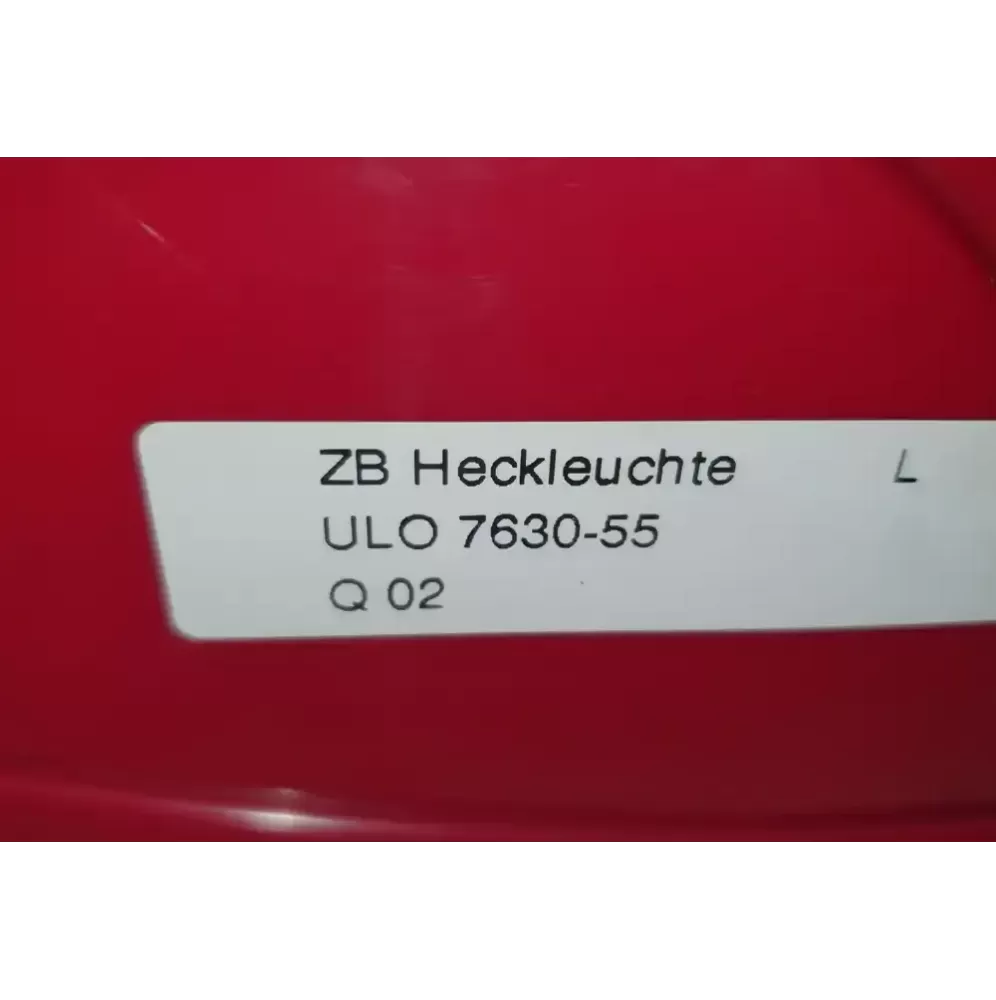 ZB Heckleuchte L
ULO 7630-55
Q 02